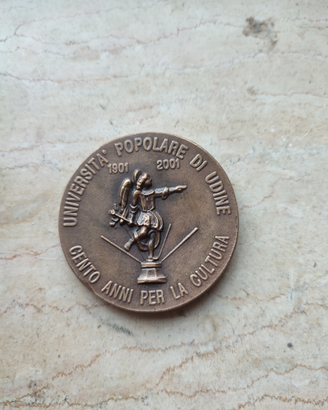 UNIVERSITA' POPOLARE DI UDINE
1901 2001
CENTO ANNI PER LA CULTURA